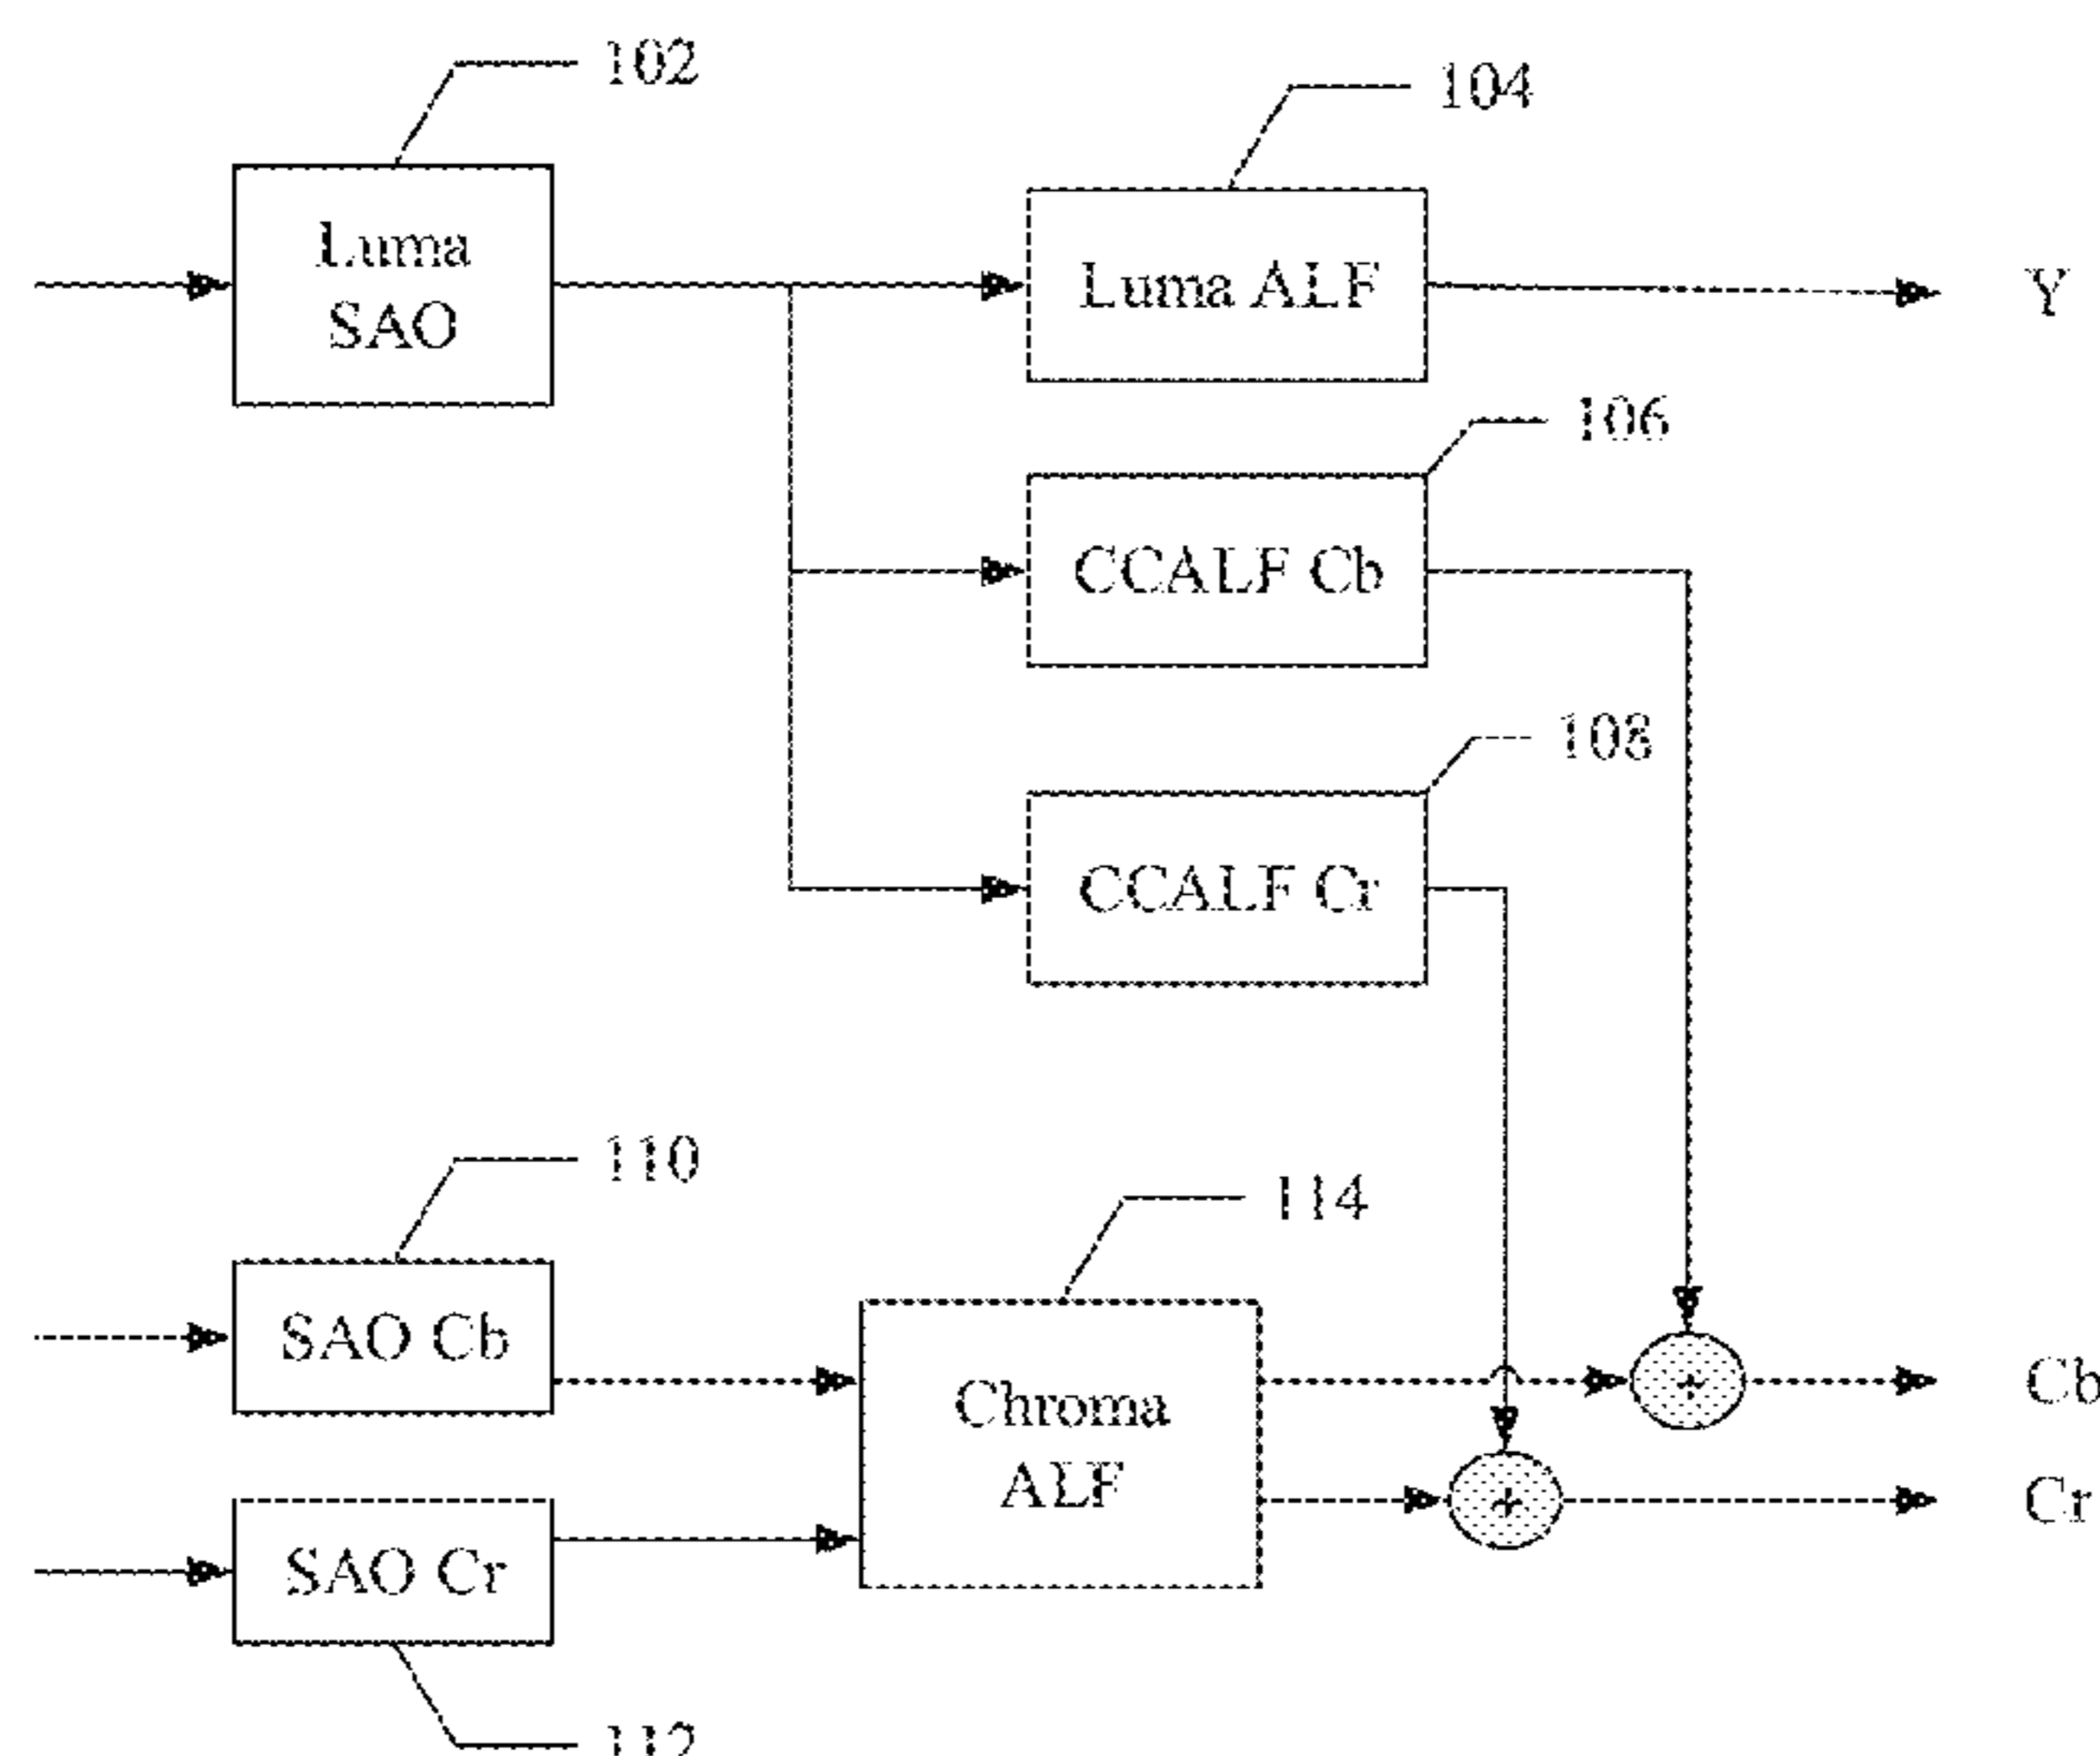 102
104
Luma
SAO
Luma ALF
Y
106
CCALF Cb
108
CCALF Cr
110
114
SAO Cb
Chroma
ALF
+
Cb
+
Cr
SAO Cr
112